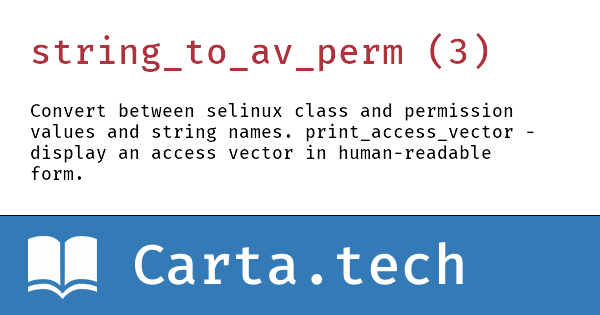 string_to_av_perm (3)
Convert between selinux class and permission
values and string names. print_access_vector -
display an access vector in human-readable
form.
Carta.tech